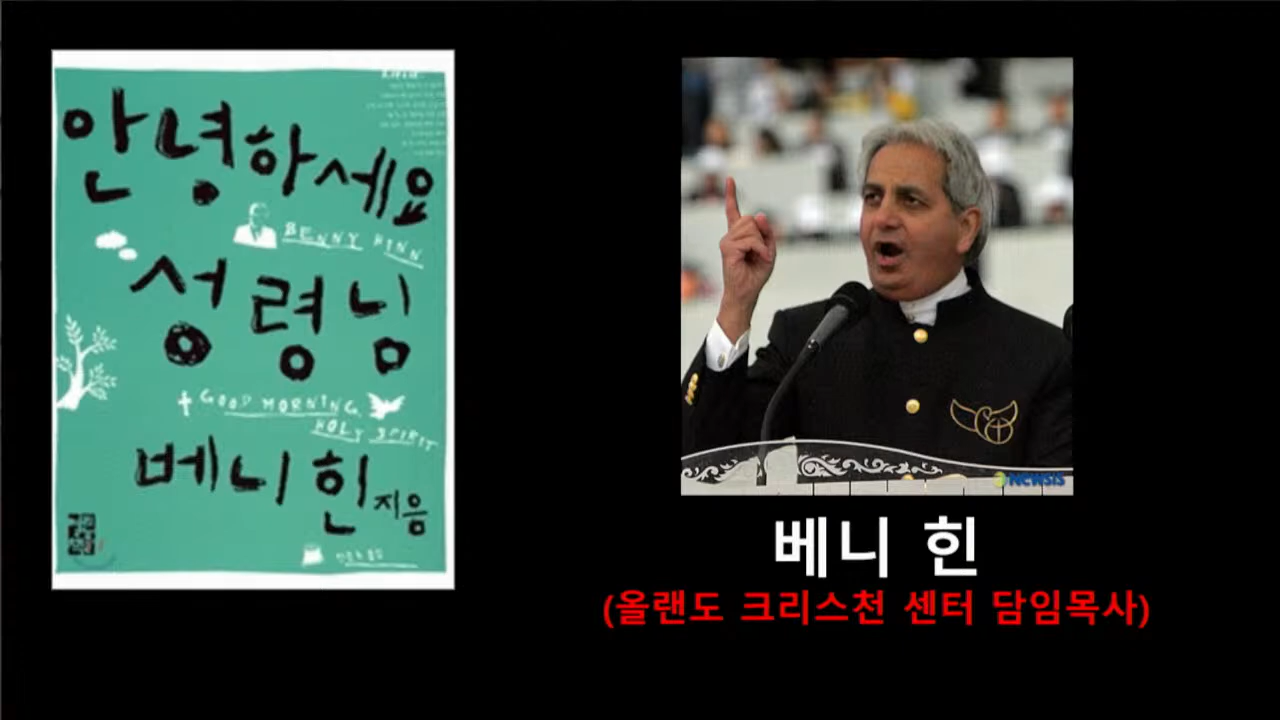 안녕하세요
BENNY HINN
성령님
GOOD MORNING,
HOLY SPIRIT
베니 힌 지음
NEWSIS
베니 힌
(올랜도 크리스천 센터 담임목사)